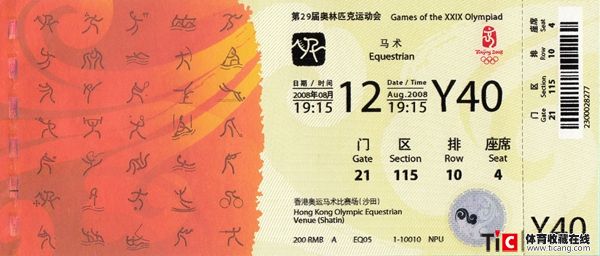 第29届奥林匹克运动会 Games of the XXIX Olympiad
马术
Equestrian
Beijing 2008
日期 / 时间
2008年08月
19:15
12
Date / Time
Aug.2008
19:15
Y40
门 区 排 座席
Gate Section Row Seat
21 115 10 4
香港奥运马术比赛场(沙田)
Hong Kong Olympic Equestrian
Venue (Shatin)
200 RMB A EQ05 1-10010 NPU
座席 Seat 4
排 Row 10
区 Section 115
门 Gate 21
2300028277
Y40
TiC 体育收藏在线
www.ticang.com